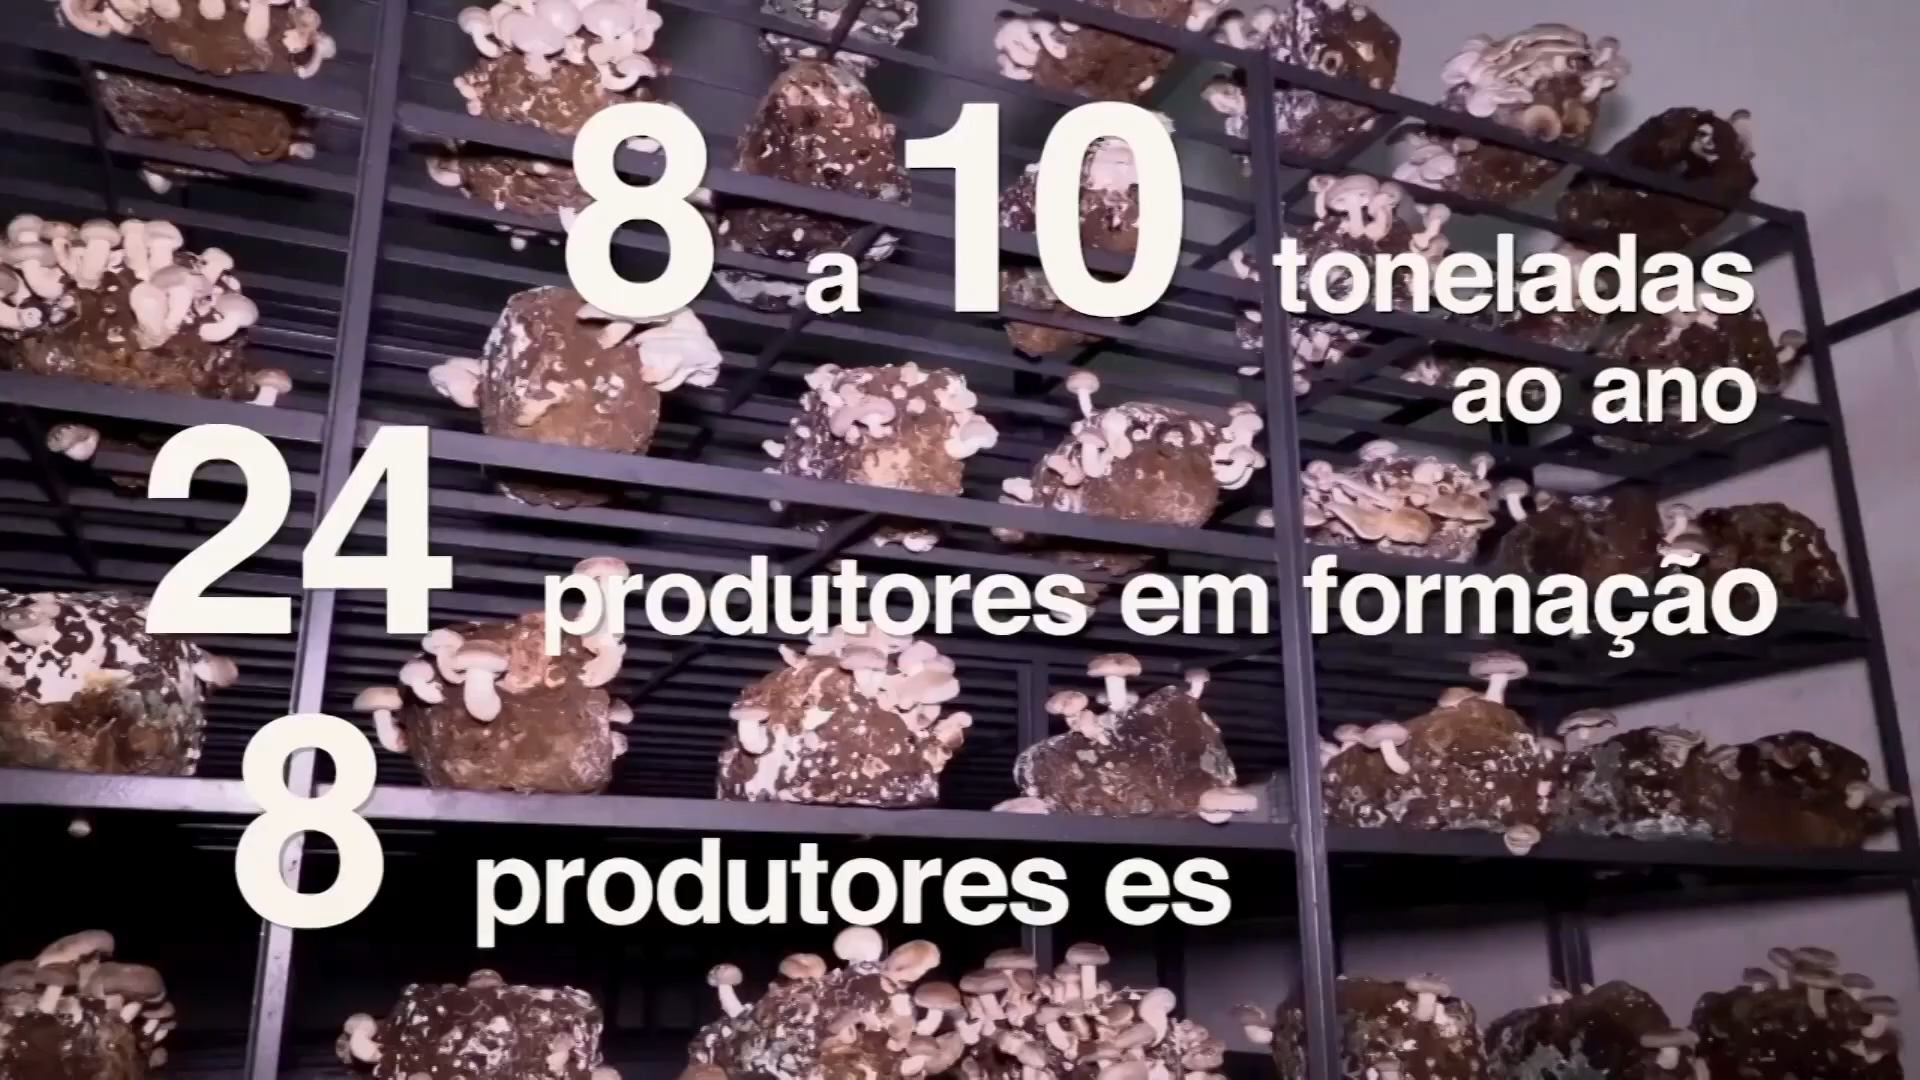 8 a 10 toneladas
ao ano
24 produtores em formação
8 produtores es